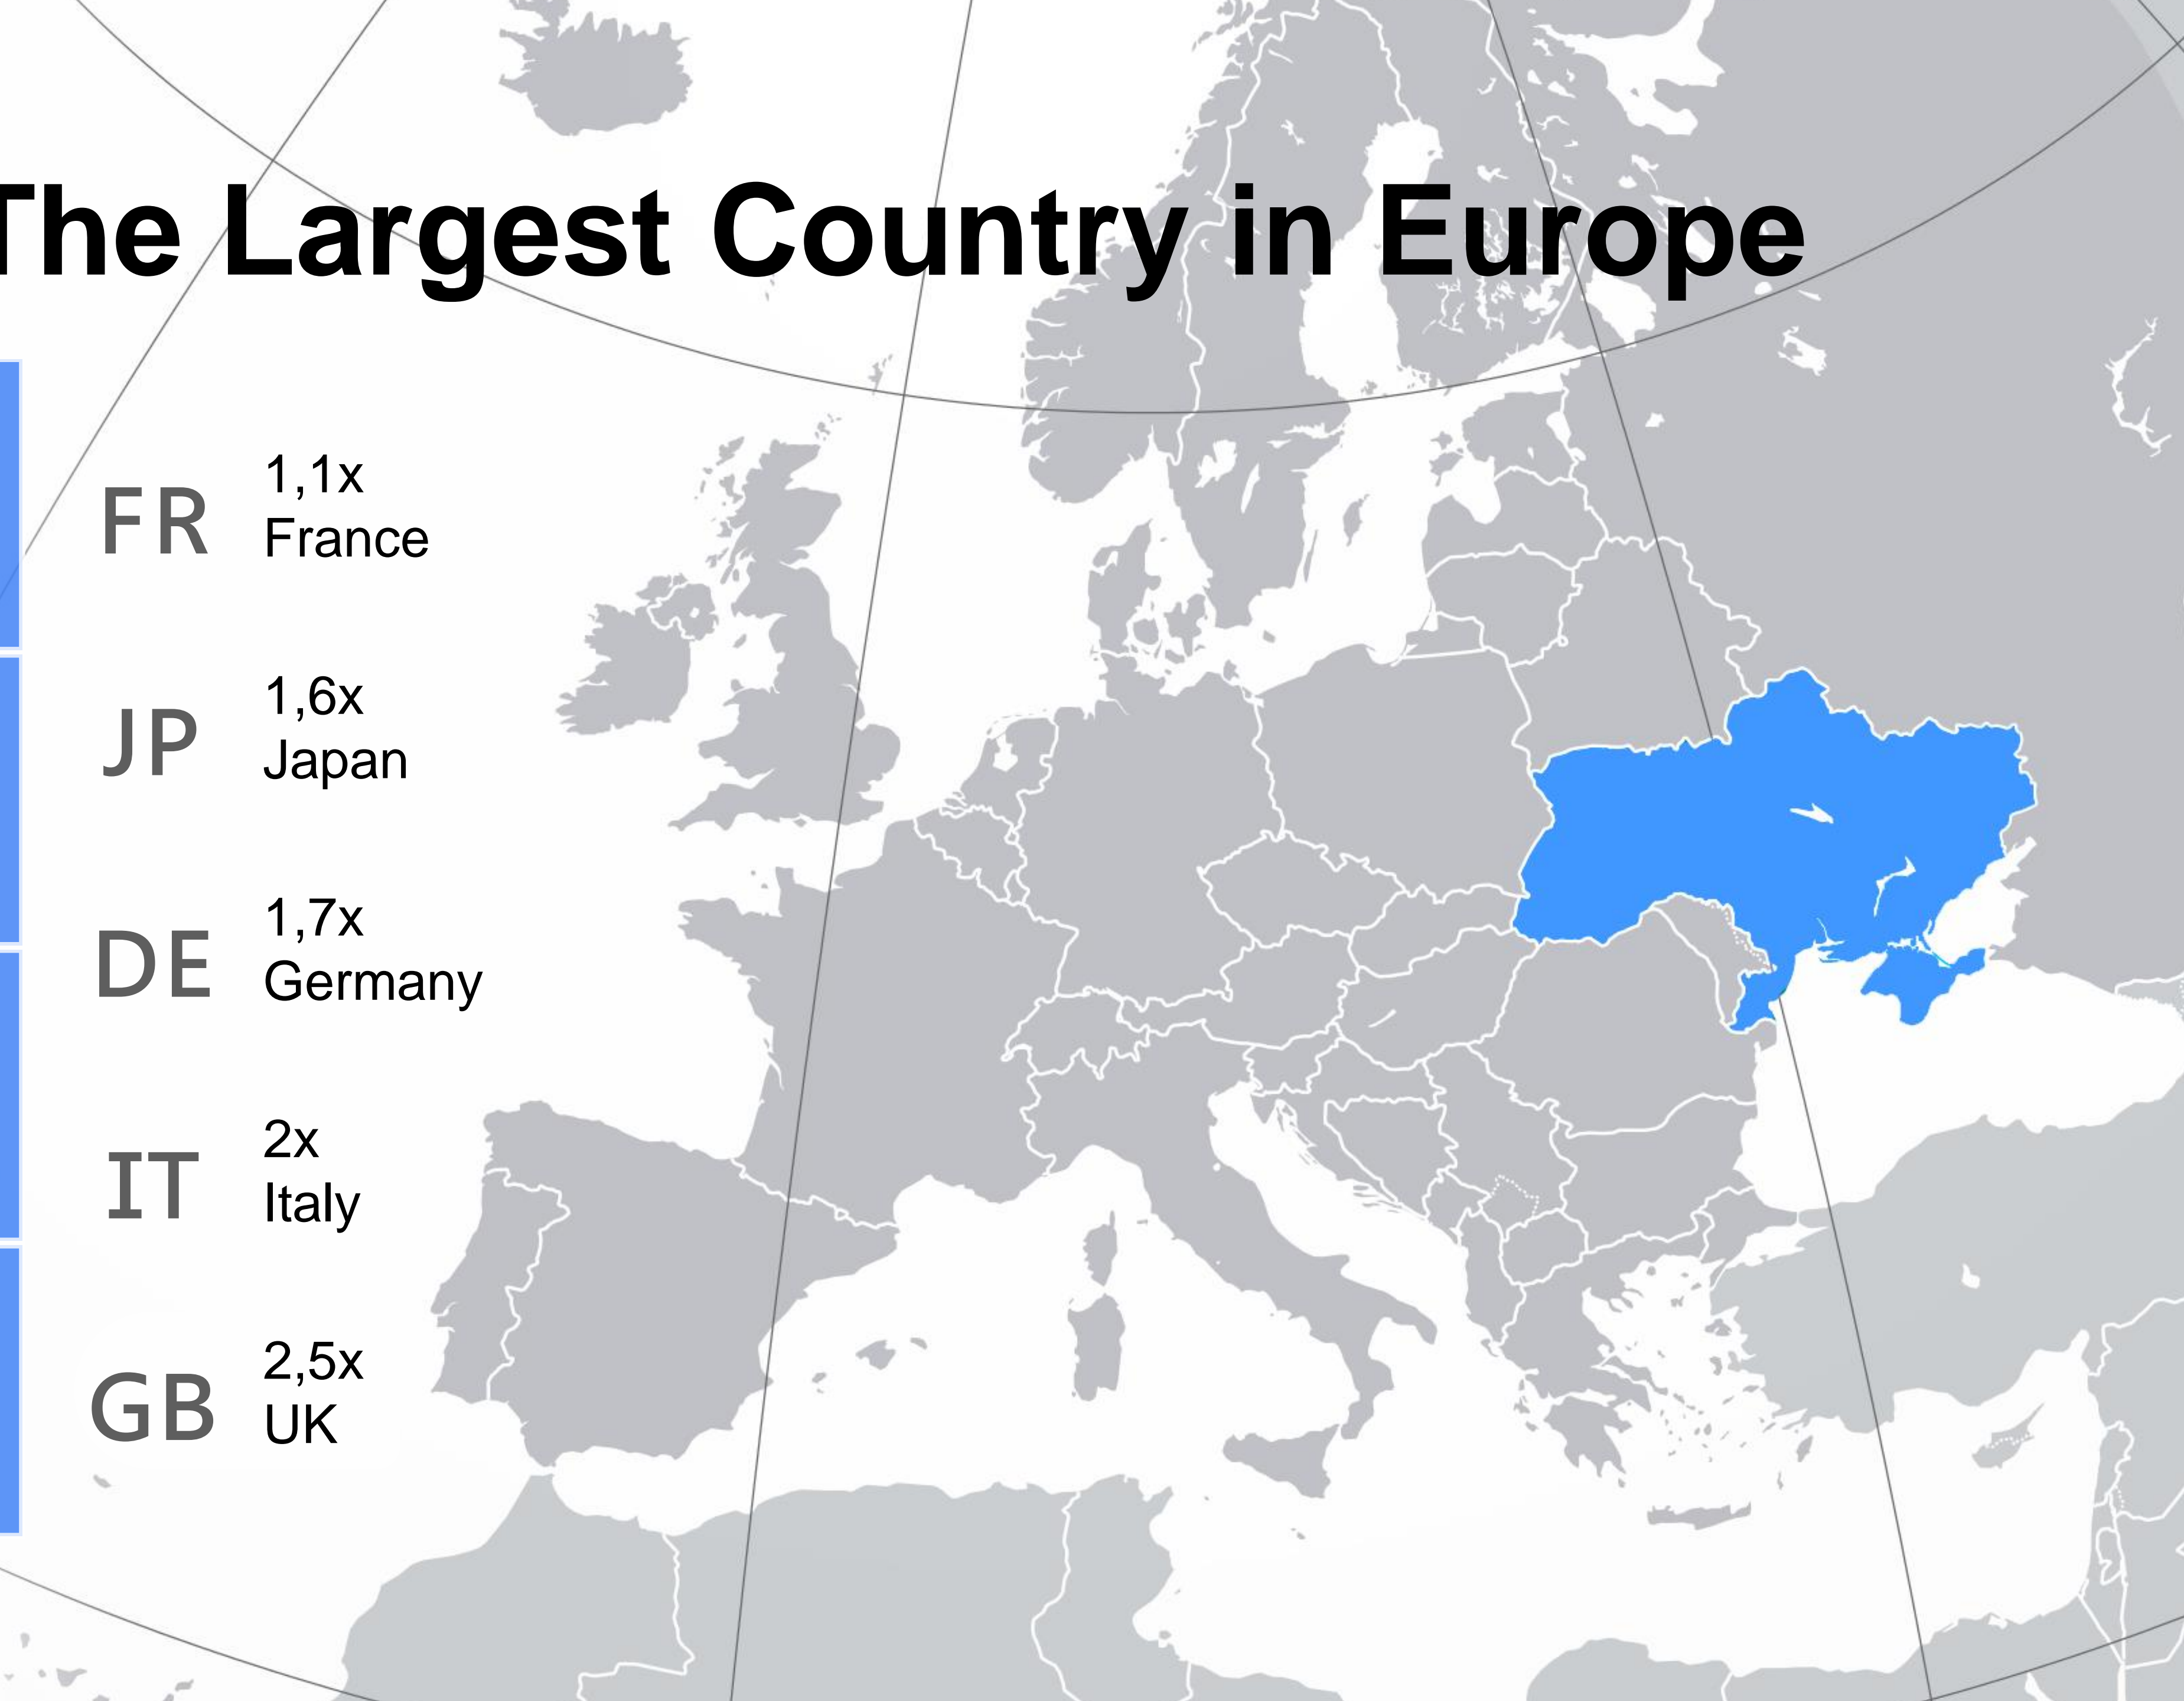 The Largest Country in Europe
FR
1,1x
France
JP
1,6x
Japan
DE
1,7x
Germany
IT
2x
Italy
GB
2,5x
UK